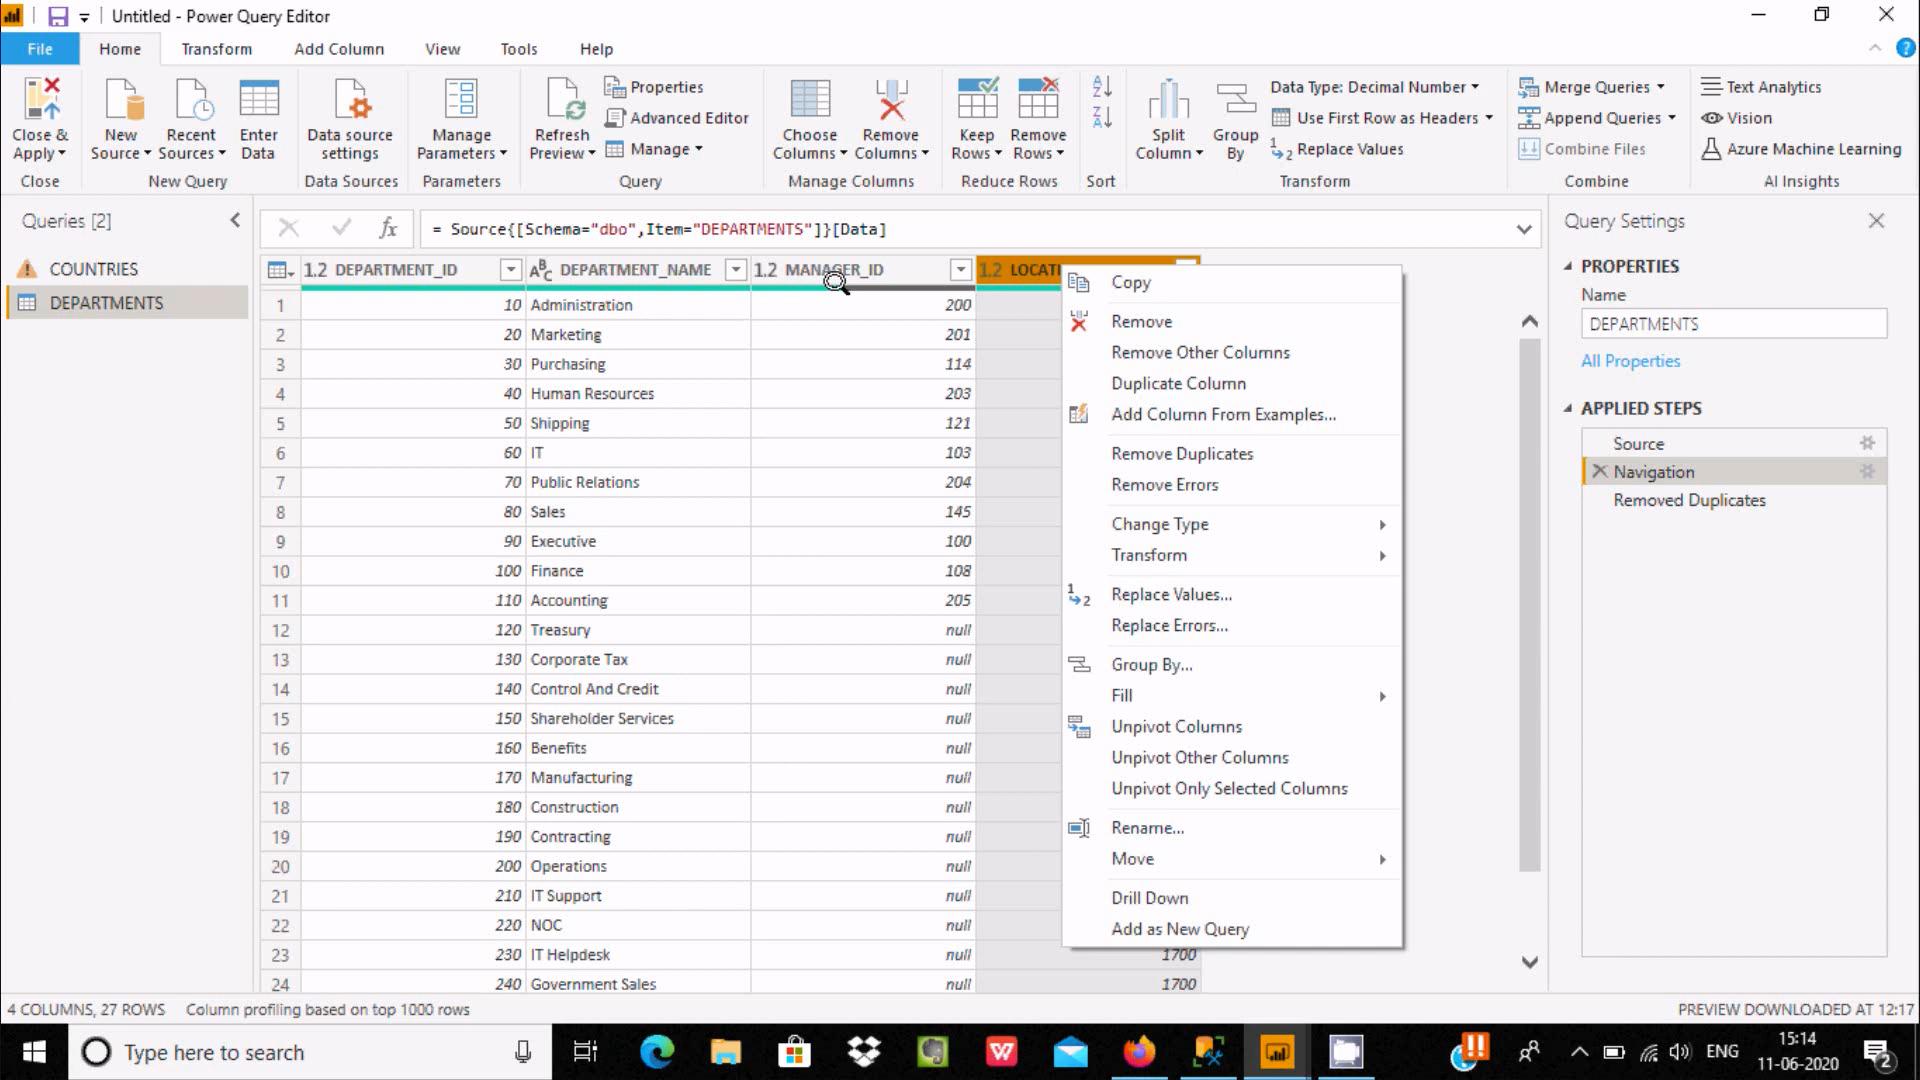 Untitled - Power Query Editor
File Home Transform Add Column View Tools Help
Close & Apply
New Source
Recent Sources
Enter Data
Data source settings
Manage Parameters
Refresh Preview
Properties
Advanced Editor
Manage
Choose Columns
Remove Columns
Keep Rows
Remove Rows
Split Column
Group By
Data Type: Decimal Number
Use First Row as Headers
Replace Values
Merge Queries
Append Queries
Combine Files
Text Analytics
Vision
Azure Machine Learning
Close New Query Data Sources Parameters Query Manage Columns Reduce Rows Sort Transform Combine AI Insights
Queries [2]
COUNTRIES
DEPARTMENTS
fx = Source{[Schema="dbo",Item="DEPARTMENTS"]}[Data]
1.2 DEPARTMENT_ID ABC DEPARTMENT_NAME 1.2 MANAGER_ID 1.2 LOCATI
1 10 Administration 200
2 20 Marketing 201
3 30 Purchasing 114
4 40 Human Resources 203
5 50 Shipping 121
6 60 IT 103
7 70 Public Relations 204
8 80 Sales 145
9 90 Executive 100
10 100 Finance 108
11 110 Accounting 205
12 120 Treasury null
13 130 Corporate Tax null
14 140 Control And Credit null
15 150 Shareholder Services null
16 160 Benefits null
17 170 Manufacturing null
18 180 Construction null
19 190 Contracting null
20 200 Operations null
21 210 IT Support null
22 220 NOC null
23 230 IT Helpdesk null 1700
24 240 Government Sales null 1700
Copy
Remove
Remove Other Columns
Duplicate Column
Add Column From Examples...
Remove Duplicates
Remove Errors
Change Type
Transform
Replace Values...
Replace Errors...
Group By...
Fill
Unpivot Columns
Unpivot Other Columns
Unpivot Only Selected Columns
Rename...
Move
Drill Down
Add as New Query
Query Settings
PROPERTIES
Name
DEPARTMENTS
All Properties
APPLIED STEPS
Source
Navigation
Removed Duplicates
4 COLUMNS, 27 ROWS Column profiling based on top 1000 rows PREVIEW DOWNLOADED AT 12:17
Type here to search
ENG
15:14
11-06-2020
2